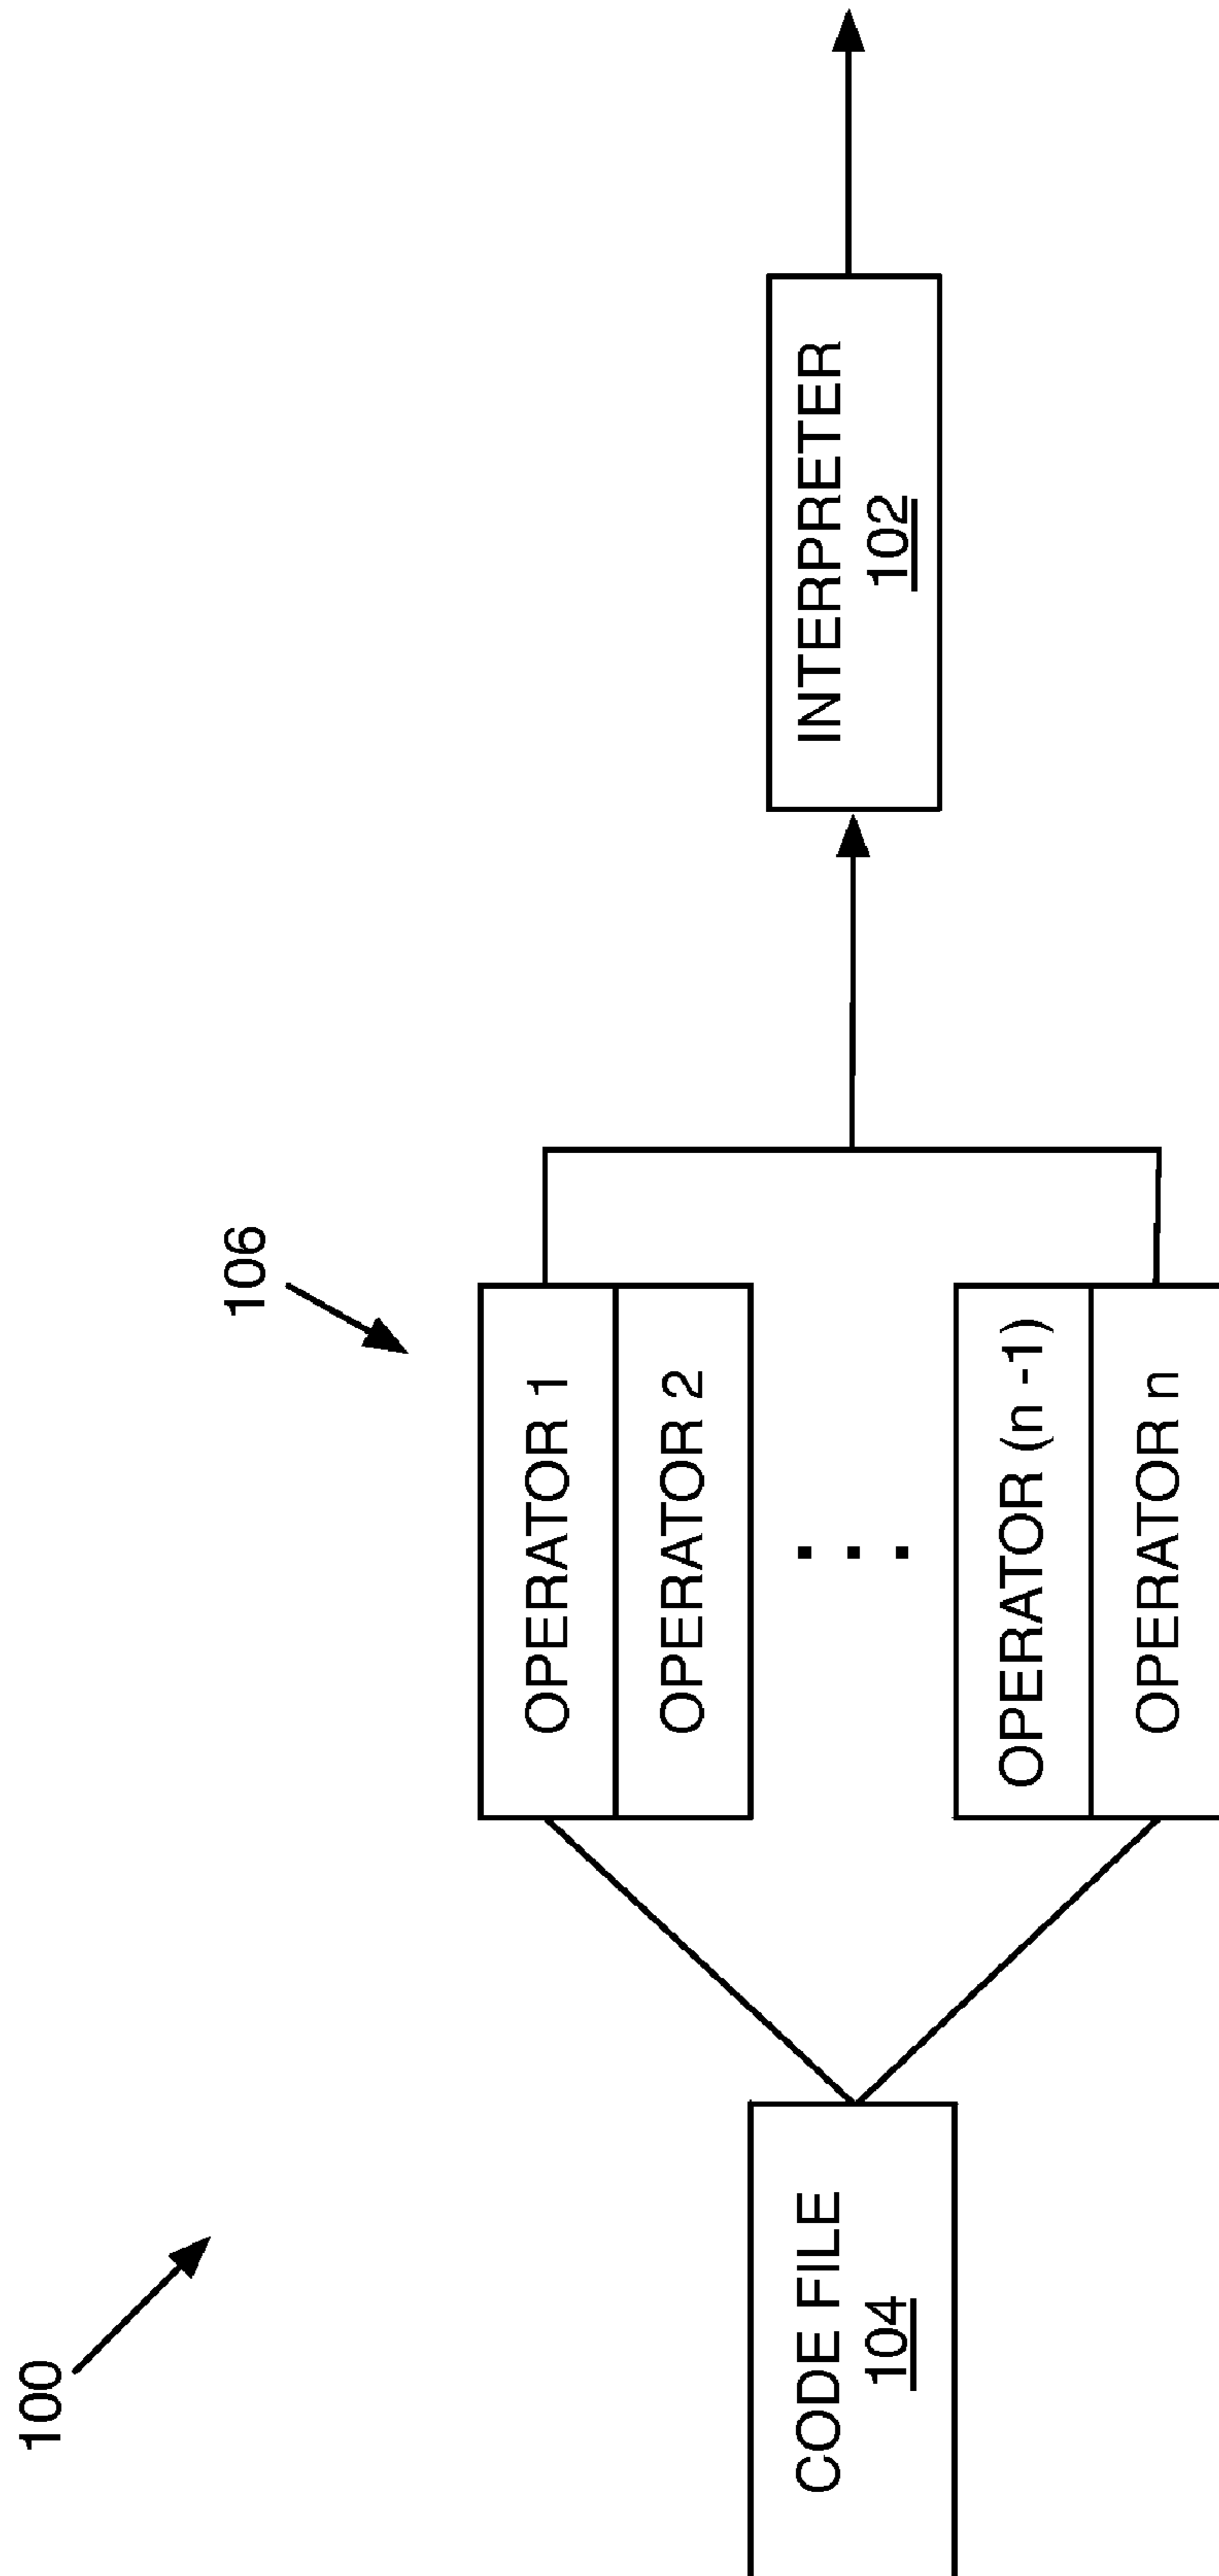 100
106
CODE FILE
104
OPERATOR 1
OPERATOR 2
. . .
OPERATOR (n -1)
OPERATOR n
INTERPRETER
102